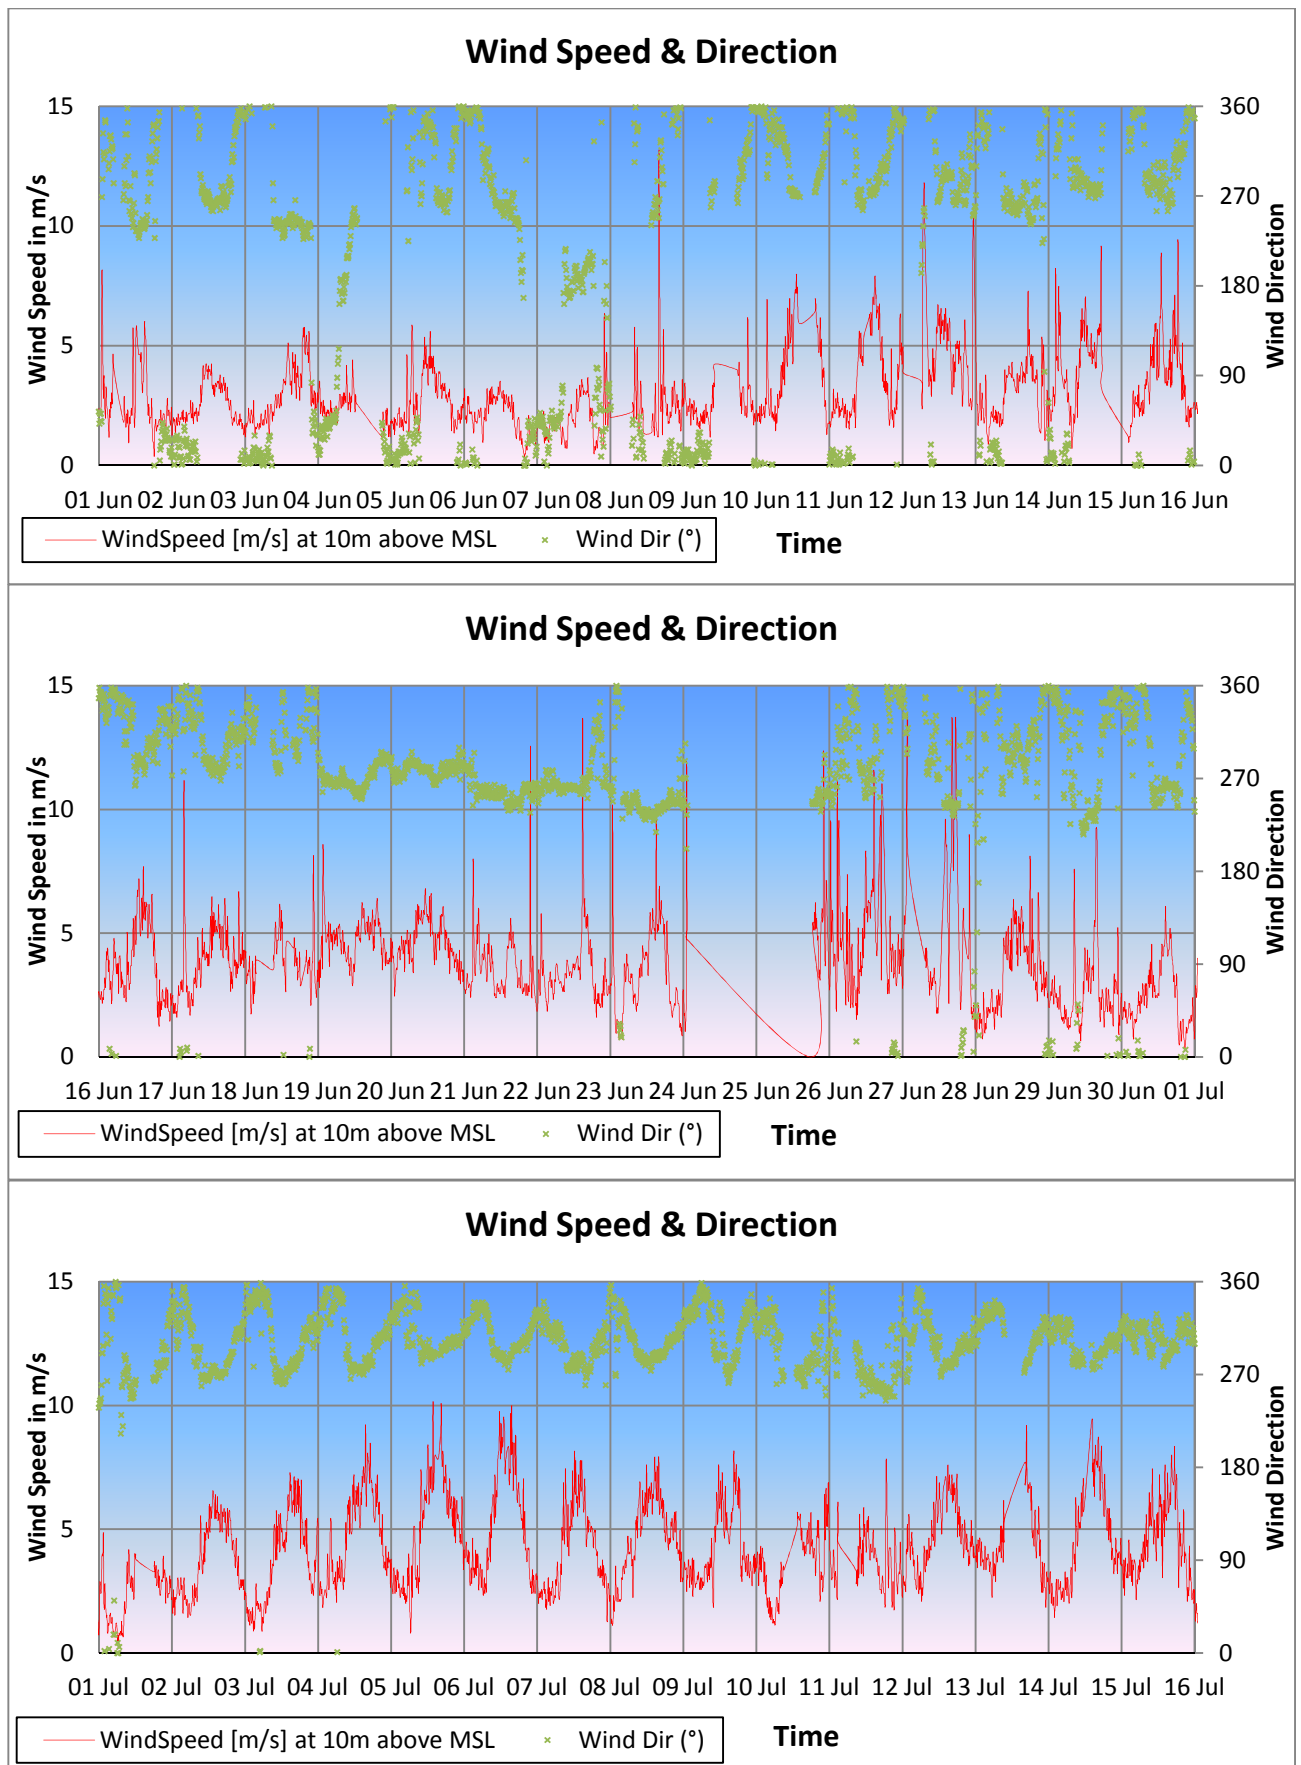 Wind Speed & Direction
15
10
5
0
Wind Speed in m/s
360
270
180
90
0
Wind Direction
01 Jun 02 Jun 03 Jun 04 Jun 05 Jun 06 Jun 07 Jun 08 Jun 09 Jun 10 Jun 11 Jun 12 Jun 13 Jun 14 Jun 15 Jun 16 Jun
WindSpeed [m/s] at 10m above MSL Wind Dir (°)
Time
Wind Speed & Direction
15
10
5
0
Wind Speed in m/s
360
270
180
90
0
Wind Direction
16 Jun 17 Jun 18 Jun 19 Jun 20 Jun 21 Jun 22 Jun 23 Jun 24 Jun 25 Jun 26 Jun 27 Jun 28 Jun 29 Jun 30 Jun 01 Jul
WindSpeed [m/s] at 10m above MSL Wind Dir (°)
Time
Wind Speed & Direction
15
10
5
0
Wind Speed in m/s
360
270
180
90
0
Wind Direction
01 Jul 02 Jul 03 Jul 04 Jul 05 Jul 06 Jul 07 Jul 08 Jul 09 Jul 10 Jul 11 Jul 12 Jul 13 Jul 14 Jul 15 Jul 16 Jul
WindSpeed [m/s] at 10m above MSL Wind Dir (°)
Time